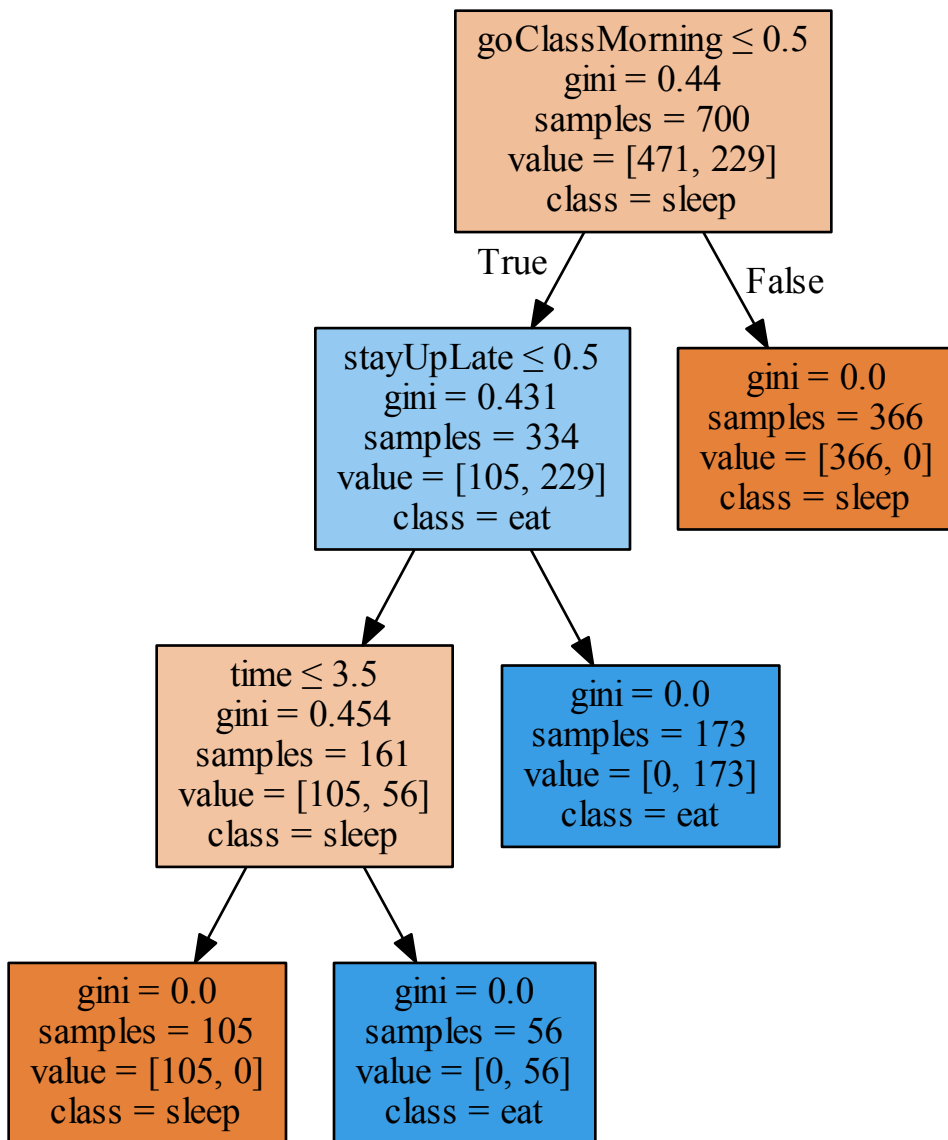 goClassMorning ≤ 0.5
gini = 0.44
samples = 700
value = [471, 229]
class = sleep
True
False
stayUpLate ≤ 0.5
gini = 0.431
samples = 334
value = [105, 229]
class = eat
gini = 0.0
samples = 366
value = [366, 0]
class = sleep
time ≤ 3.5
gini = 0.454
samples = 161
value = [105, 56]
class = sleep
gini = 0.0
samples = 173
value = [0, 173]
class = eat
gini = 0.0
samples = 105
value = [105, 0]
class = sleep
gini = 0.0
samples = 56
value = [0, 56]
class = eat